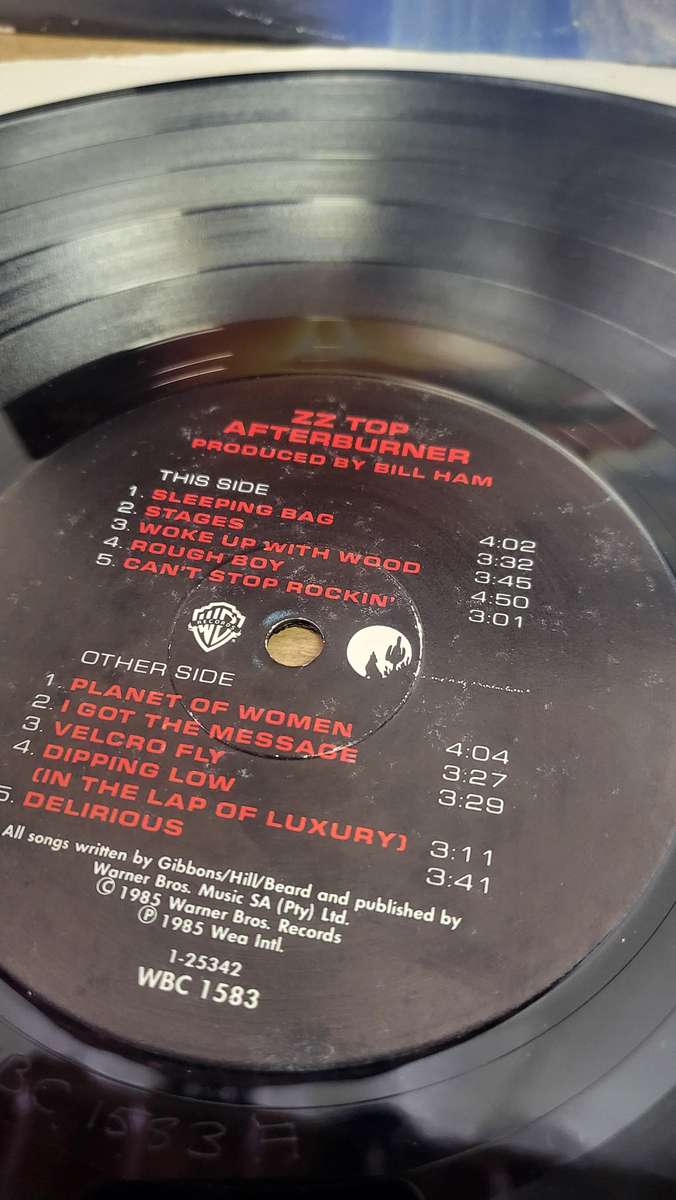 ZZ TOP
AFTERBURNER
PRODUCED BY BILL HAM
THIS SIDE
1. SLEEPING BAG 4:02
2. STAGES 3:32
3. WOKE UP WITH WOOD 3:45
4. ROUGH BOY 4:50
5. CAN'T STOP ROCKIN' 3:01
WB
RECORDS
OTHER SIDE
1. PLANET OF WOMEN 4:04
2. I GOT THE MESSAGE 3:27
3. VELCRO FLY 3:29
4. DIPPING LOW
(IN THE LAP OF LUXURY) 3:11
5. DELIRIOUS 3:41
All songs written by Gibbons/Hill/Beard and published by
Warner Bros. Music SA (Pty) Ltd.
© 1985 Warner Bros. Records
℗ 1985 Wea Intl.
1-25342
WBC 1583
BC 1583 A